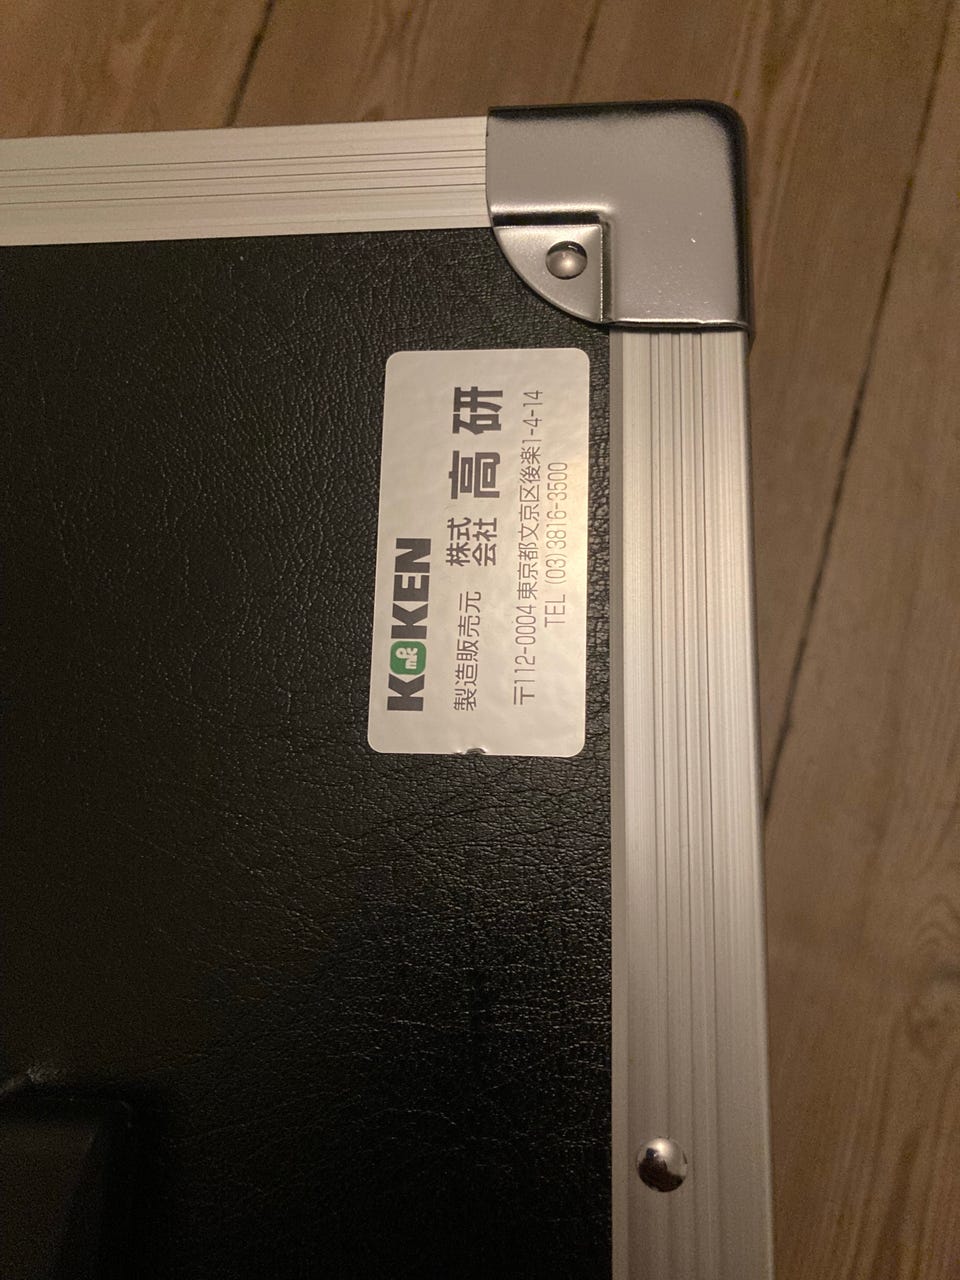 KOKEN
製造販売元 株式会社 高研
〒112-0004 東京都文京区後楽1-4-14
TEL (03)3816-3500